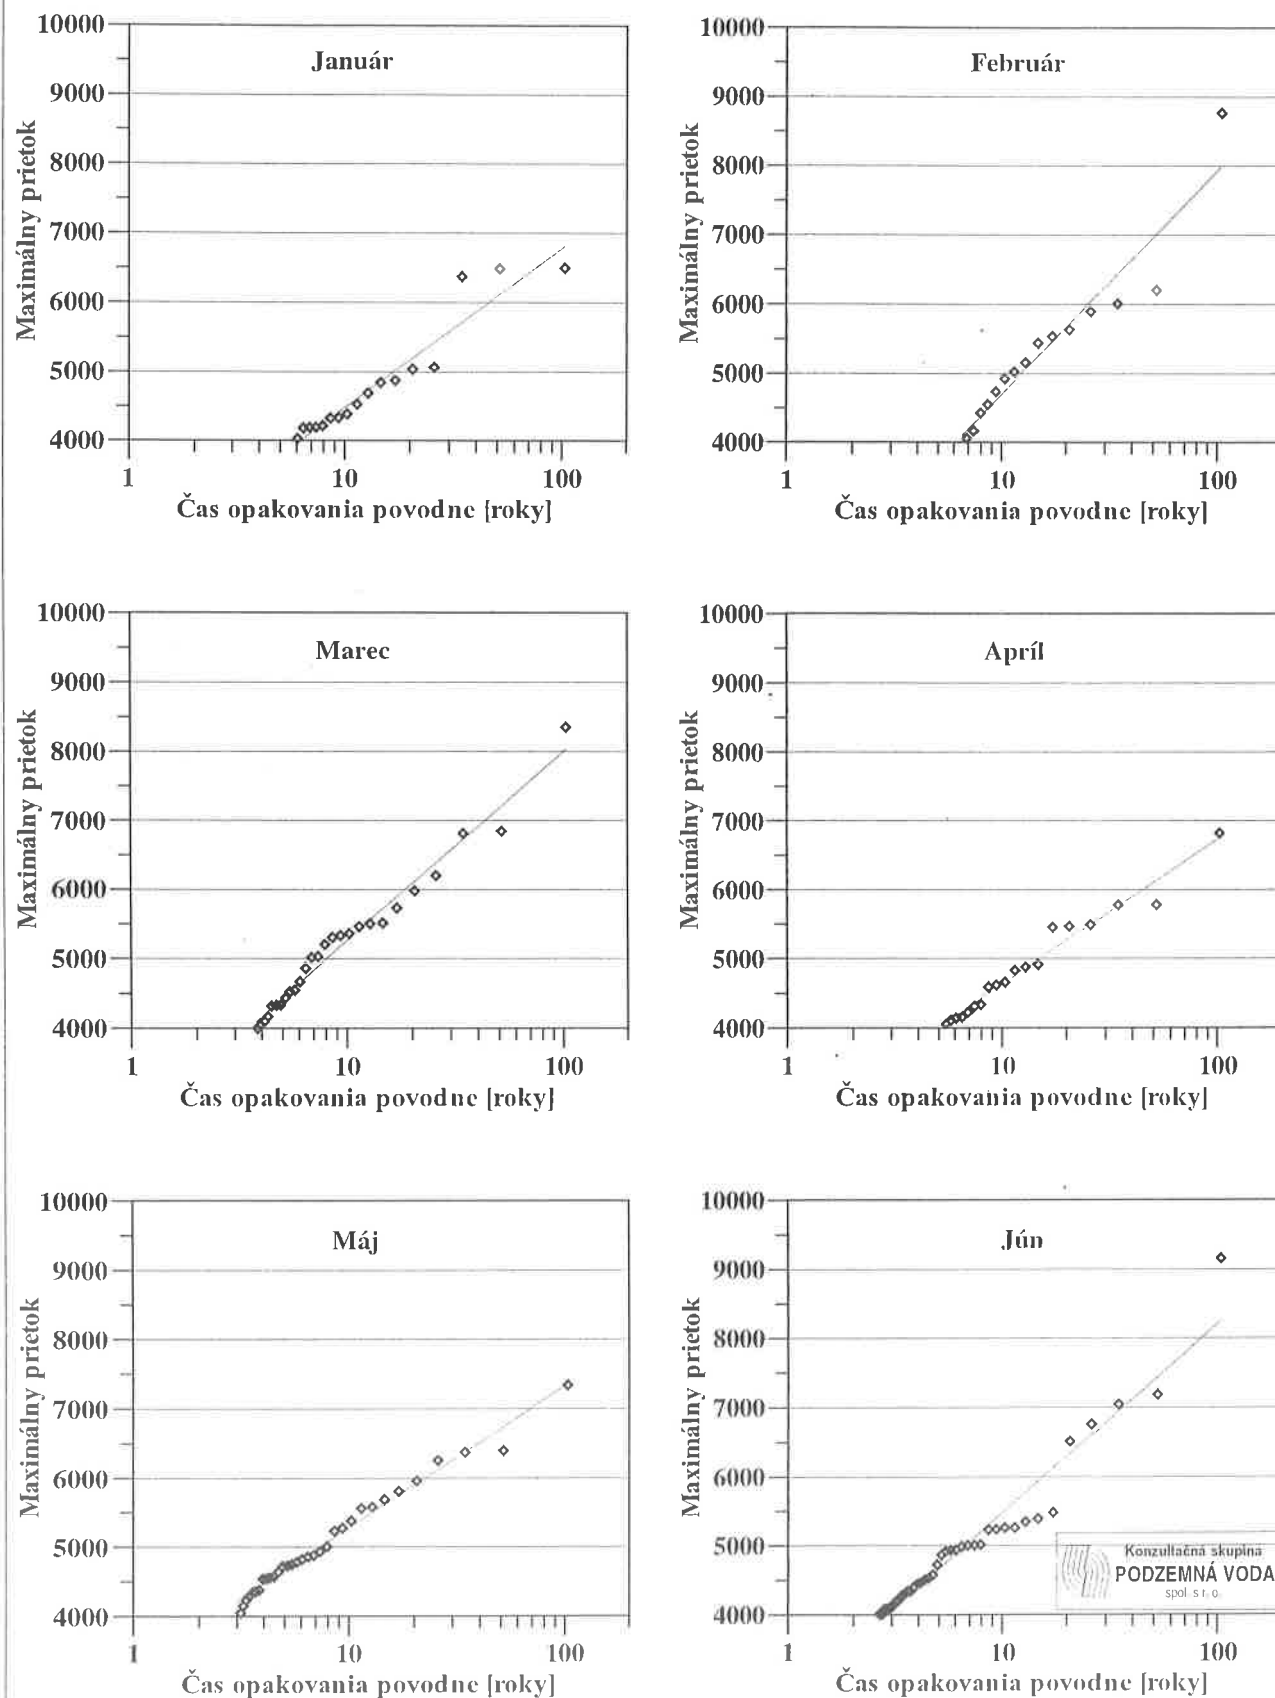 Január
10000
9000
8000
7000
6000
5000
4000
Maximálny prietok
1 10 100
Čas opakovania povodne [roky]
Február
10000
9000
8000
7000
6000
5000
4000
Maximálny prietok
1 10 100
Čas opakovania povodne [roky]
Marec
10000
9000
8000
7000
6000
5000
4000
Maximálny prietok
1 10 100
Čas opakovania povodne [roky]
Apríl
10000
9000
8000
7000
6000
5000
4000
Maximálny prietok
1 10 100
Čas opakovania povodne [roky]
Máj
10000
9000
8000
7000
6000
5000
4000
Maximálny prietok
1 10 100
Čas opakovania povodne [roky]
Jún
10000
9000
8000
7000
6000
5000
4000
Maximálny prietok
1 10 100
Čas opakovania povodne [roky]
Konzultačná skupina
PODZEMNÁ VODA
spol. s r. o.